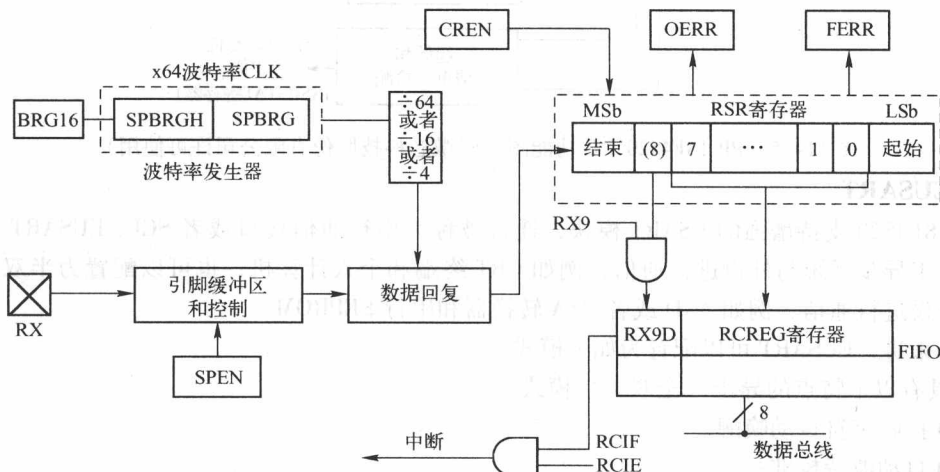 CREN
OERR
FERR
x64波特率CLK
BRG16
SPBRGH
SPBRG
波特率发生器
÷64
或者
÷16
或者
÷4
MSb
RSR寄存器
LSb
结束
(8)
7
···
1
0
起始
RX9
RX
引脚缓冲区
和控制
数据回复
SPEN
RX9D
RCREG寄存器
FIFO
8
数据总线
中断
RCIF
RCIE